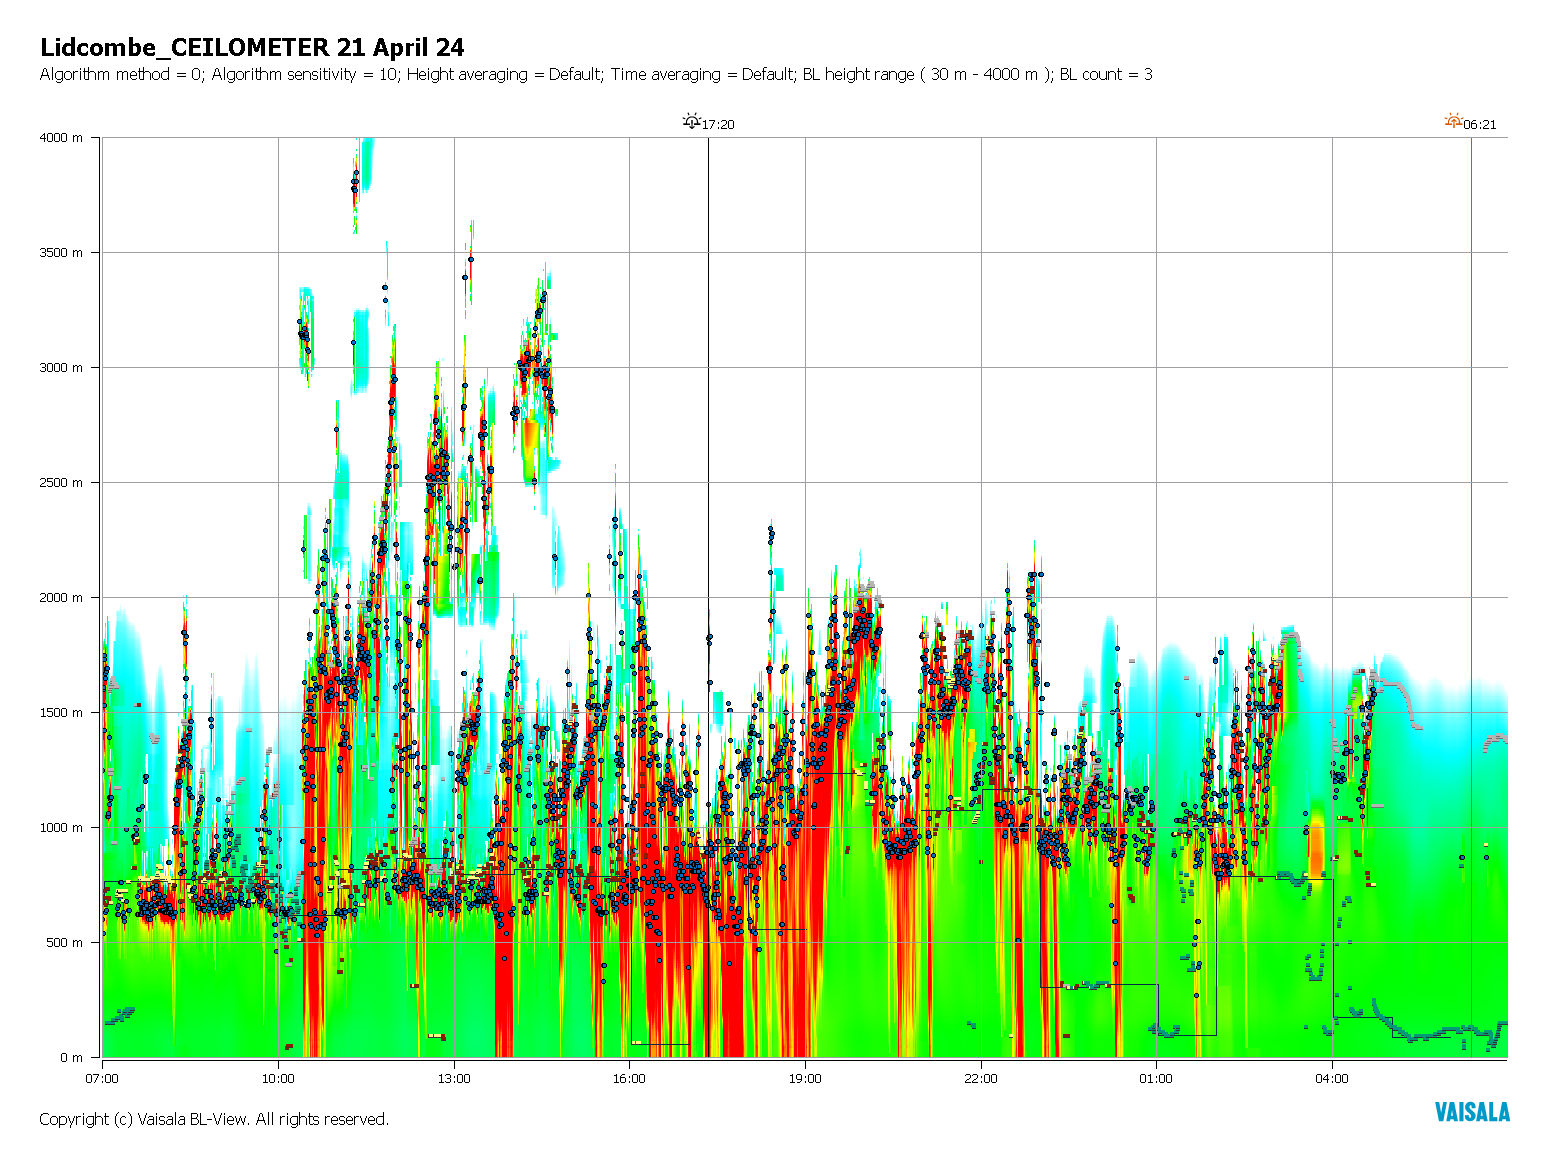 Lidcombe_CEILOMETER 21 April 24
Algorithm method = 0; Algorithm sensitivity = 10; Height averaging = Default; Time averaging = Default; BL height range ( 30 m - 4000 m ); BL count = 3
17:20
06:21
4000 m
3500 m
3000 m
2500 m
2000 m
1500 m
1000 m
500 m
0 m
07:00
10:00
13:00
16:00
19:00
22:00
01:00
04:00
Copyright (c) Vaisala BL-View. All rights reserved.
VAISALA